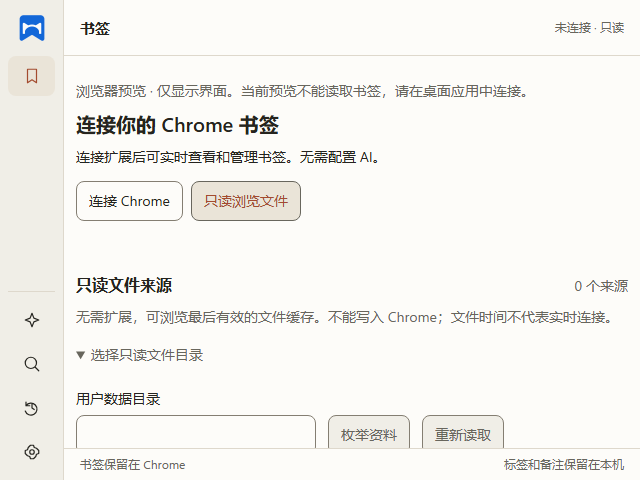 书签
未连接 · 只读
浏览器预览 · 仅显示界面。当前预览不能读取书签，请在桌面应用中连接。
连接你的 Chrome 书签
连接扩展后可实时查看和管理书签。无需配置 AI。
连接 Chrome
只读浏览文件
只读文件来源
0 个来源
无需扩展，可浏览最后有效的文件缓存。不能写入 Chrome；文件时间不代表实时连接。
▼ 选择只读文件目录
用户数据目录
枚举资料
重新读取
书签保留在 Chrome
标签和备注保留在本机